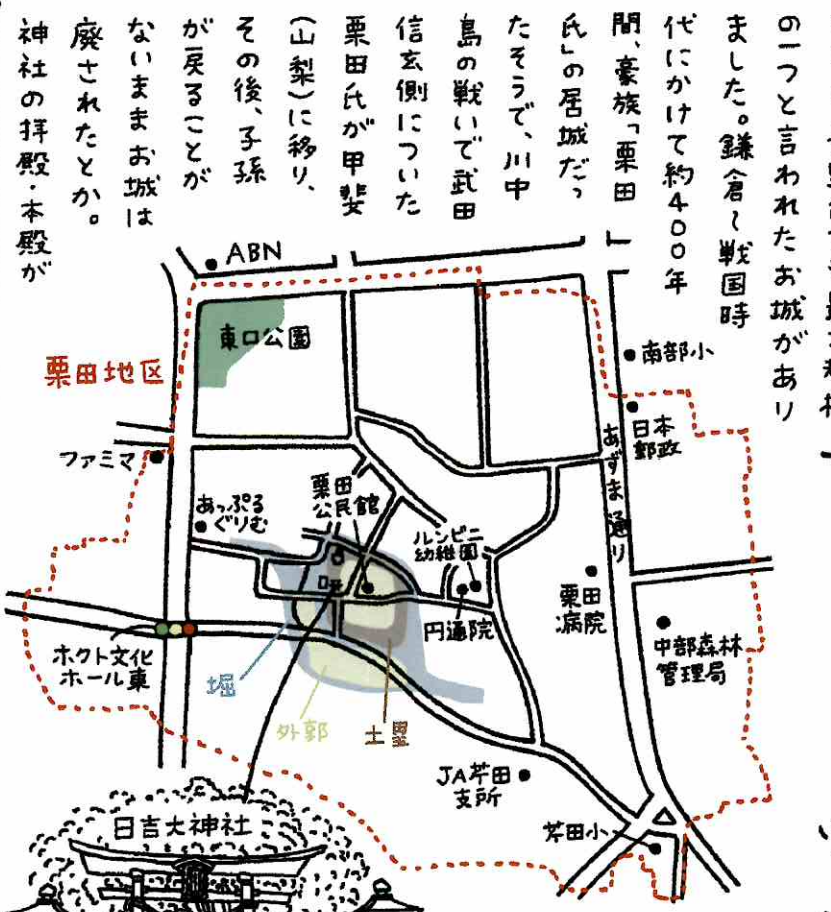 の一つと言われたお城があり
ました。鎌倉〜戦国時
代にかけて約400年
間、豪族「栗田
氏」の居城だっ
たそうで、川中
島の戦いで武田
信玄側についた
栗田氏が甲斐
(山梨)に移り、
その後、子孫
が戻ることが
ないままお城は
廃されたとか。
神社の拝殿・本殿が
ABN
東口公園
栗田地区
南部小
日本
郵政
あずま通り
ファミマ
あっぷる
ぐりむ
栗田
公民館
ルンビニ
幼稚園
円通院
栗田
病院
中部森林
管理局
ホクト文化
ホール東
堀
外郭
土塁
JA芹田
支所
芹田小
日吉大神社